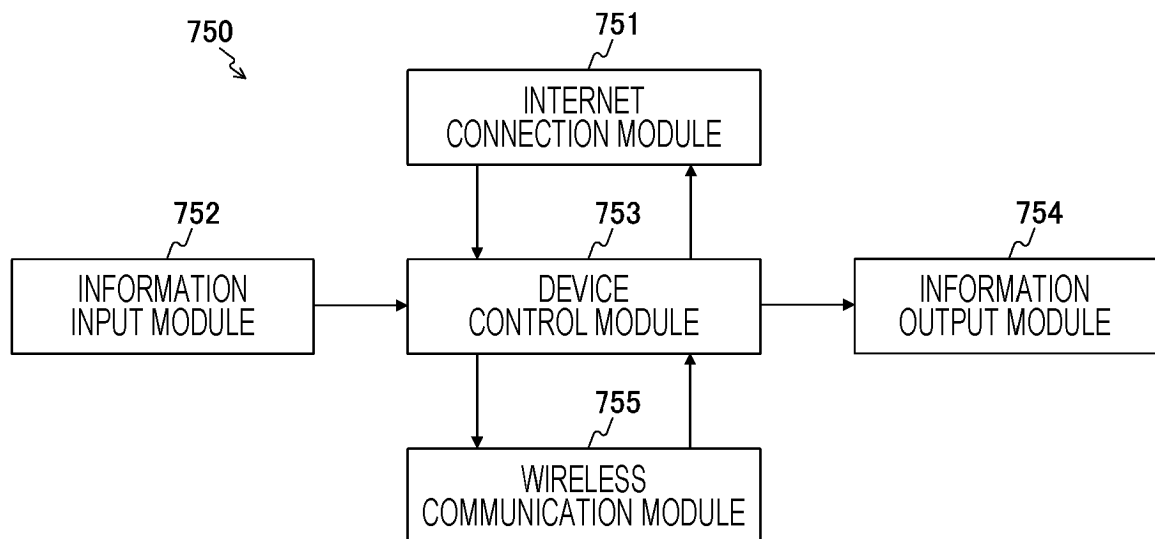 750
751
INTERNET
CONNECTION MODULE
752
753
754
INFORMATION
INPUT MODULE
DEVICE
CONTROL MODULE
INFORMATION
OUTPUT MODULE
755
WIRELESS
COMMUNICATION MODULE